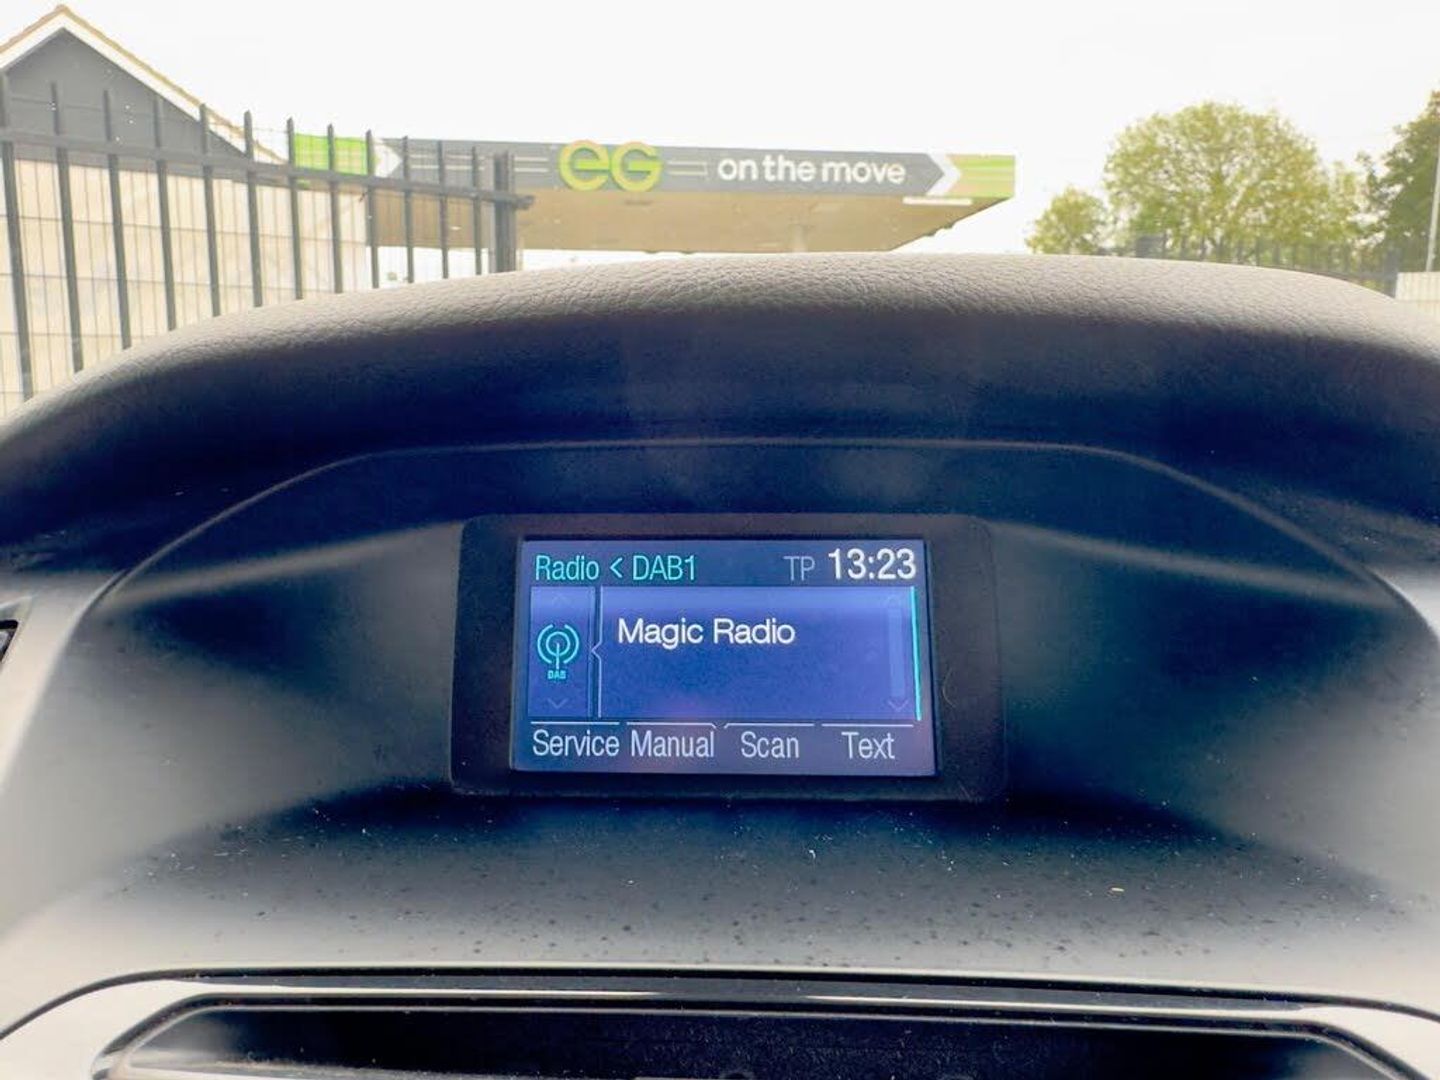 eG on the move
Radio < DAB1 TP 13:23
Magic Radio
DAB
Service Manual Scan Text